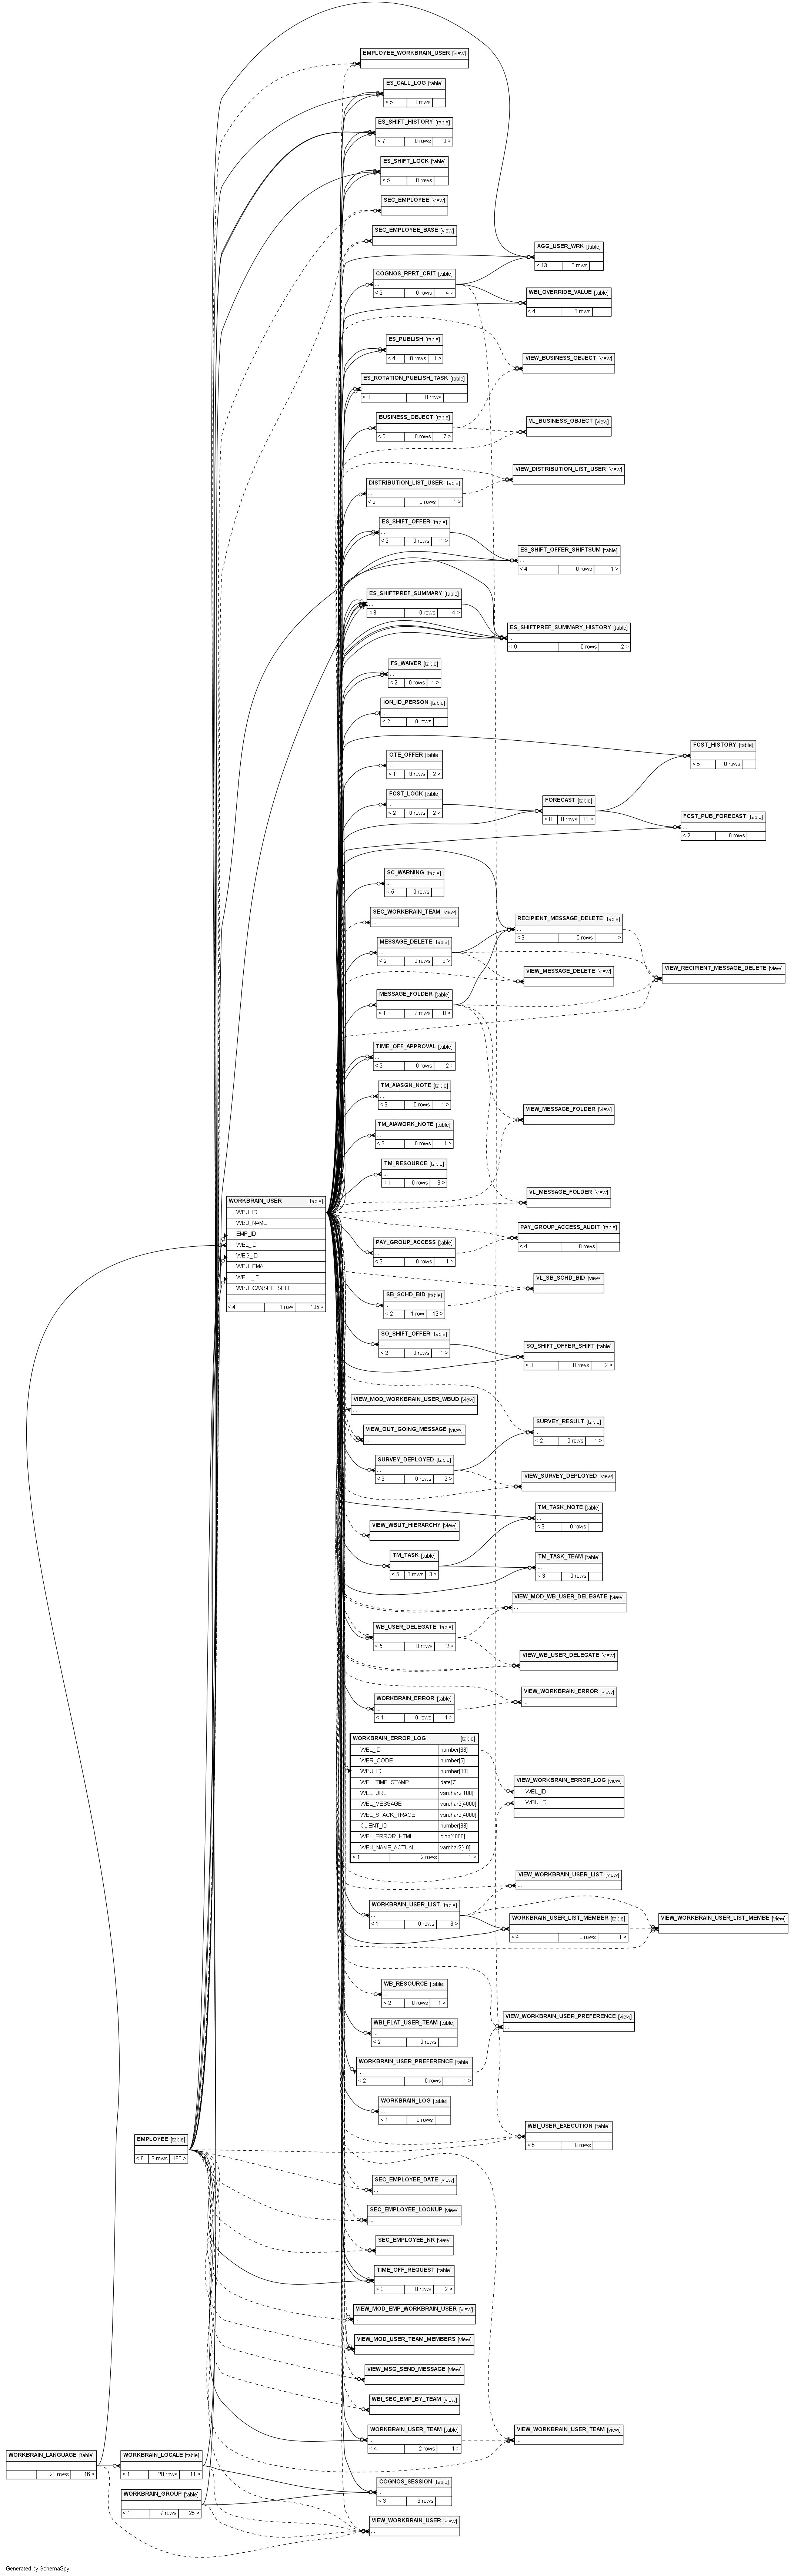 EMPLOYEE_WORKBRAIN_USER [view]
...
ES_CALL_LOG [table]
...
< 5 0 rows
ES_SHIFT_HISTORY [table]
...
< 7 0 rows 3 >
ES_SHIFT_LOCK [table]
...
< 5 0 rows
SEC_EMPLOYEE [view]
...
SEC_EMPLOYEE_BASE [view]
...
AGG_USER_WRK [table]
...
< 13 0 rows
COGNOS_RPRT_CRIT [table]
...
< 2 0 rows 4 >
WBI_OVERRIDE_VALUE [table]
...
< 4 0 rows
ES_PUBLISH [table]
...
< 4 0 rows 1 >
VIEW_BUSINESS_OBJECT [view]
...
ES_ROTATION_PUBLISH_TASK [table]
...
< 3 0 rows
BUSINESS_OBJECT [table]
...
< 5 0 rows 7 >
VL_BUSINESS_OBJECT [view]
...
VIEW_DISTRIBUTION_LIST_USER [view]
...
DISTRIBUTION_LIST_USER [table]
...
< 2 0 rows 1 >
ES_SHIFT_OFFER [table]
...
< 2 0 rows 1 >
ES_SHIFT_OFFER_SHIFTSUM [table]
...
< 4 0 rows 1 >
ES_SHIFTPREF_SUMMARY [table]
...
< 8 0 rows 4 >
ES_SHIFTPREF_SUMMARY_HISTORY [table]
...
< 9 0 rows 2 >
FS_WAIVER [table]
...
< 2 0 rows 1 >
ION_ID_PERSON [table]
...
< 2 0 rows
FCST_HISTORY [table]
...
< 5 0 rows
OTE_OFFER [table]
...
< 1 0 rows 2 >
FCST_LOCK [table]
...
< 2 0 rows 2 >
FORECAST [table]
...
< 8 0 rows 11 >
FCST_PUB_FORECAST [table]
...
< 2 0 rows
SC_WARNING [table]
...
< 5 0 rows
SEC_WORKBRAIN_TEAM [view]
...
RECIPIENT_MESSAGE_DELETE [table]
...
< 3 0 rows 1 >
MESSAGE_DELETE [table]
...
< 2 0 rows 3 >
VIEW_MESSAGE_DELETE [view]
...
VIEW_RECIPIENT_MESSAGE_DELETE [view]
...
MESSAGE_FOLDER [table]
...
< 1 7 rows 8 >
TIME_OFF_APPROVAL [table]
...
< 2 0 rows 2 >
TM_AIASGN_NOTE [table]
...
< 3 0 rows 1 >
VIEW_MESSAGE_FOLDER [view]
...
TM_AIAWORK_NOTE [table]
...
< 3 0 rows 1 >
TM_RESOURCE [table]
...
< 1 0 rows 3 >
VL_MESSAGE_FOLDER [view]
...
WORKBRAIN_USER [table]
WBU_ID
WBU_NAME
EMP_ID
WBL_ID
WBG_ID
WBU_EMAIL
WBLL_ID
WBU_CANSEE_SELF
...
< 4 1 row 105 >
PAY_GROUP_ACCESS_AUDIT [table]
...
< 4 0 rows
PAY_GROUP_ACCESS [table]
...
< 3 0 rows 1 >
VL_SB_SCHD_BID [view]
...
SB_SCHD_BID [table]
...
< 2 1 row 13 >
SO_SHIFT_OFFER [table]
...
< 2 0 rows 1 >
SO_SHIFT_OFFER_SHIFT [table]
...
< 3 0 rows 2 >
VIEW_MOD_WORKBRAIN_USER_WBUD [view]
...
VIEW_OUT_GOING_MESSAGE [view]
...
SURVEY_RESULT [table]
...
< 2 0 rows 1 >
SURVEY_DEPLOYED [table]
...
< 3 0 rows 2 >
VIEW_SURVEY_DEPLOYED [view]
...
TM_TASK_NOTE [table]
...
< 3 0 rows
VIEW_WBUT_HIERARCHY [view]
...
TM_TASK [table]
...
< 5 0 rows 3 >
TM_TASK_TEAM [table]
...
< 3 0 rows
VIEW_MOD_WB_USER_DELEGATE [view]
...
WB_USER_DELEGATE [table]
...
< 5 0 rows 2 >
VIEW_WB_USER_DELEGATE [view]
...
VIEW_WORKBRAIN_ERROR [view]
...
WORKBRAIN_ERROR [table]
...
< 1 0 rows 1 >
WORKBRAIN_ERROR_LOG [table]
WEL_ID number[38]
WER_CODE number[5]
WBU_ID number[38]
WEL_TIME_STAMP date[7]
WEL_URL varchar2[100]
WEL_MESSAGE varchar2[4000]
WEL_STACK_TRACE varchar2[4000]
CLIENT_ID number[38]
WEL_ERROR_HTML clob[4000]
WBU_NAME_ACTUAL varchar2[40]
< 1 2 rows 1 >
VIEW_WORKBRAIN_ERROR_LOG [view]
WEL_ID
WBU_ID
...
VIEW_WORKBRAIN_USER_LIST [view]
...
WORKBRAIN_USER_LIST [table]
...
< 1 0 rows 3 >
WORKBRAIN_USER_LIST_MEMBER [table]
...
< 4 0 rows 1 >
VIEW_WORKBRAIN_USER_LIST_MEMBE [view]
...
WB_RESOURCE [table]
...
< 2 0 rows 1 >
VIEW_WORKBRAIN_USER_PREFERENCE [view]
...
WBI_FLAT_USER_TEAM [table]
...
< 2 0 rows
WORKBRAIN_USER_PREFERENCE [table]
...
< 2 0 rows 1 >
WORKBRAIN_LOG [table]
...
< 1 0 rows
WBI_USER_EXECUTION [table]
...
< 5 0 rows
EMPLOYEE [table]
...
< 6 3 rows 180 >
SEC_EMPLOYEE_DATE [view]
...
SEC_EMPLOYEE_LOOKUP [view]
...
SEC_EMPLOYEE_NR [view]
...
TIME_OFF_REQUEST [table]
...
< 3 0 rows 2 >
VIEW_MOD_EMP_WORKBRAIN_USER [view]
...
VIEW_MOD_USER_TEAM_MEMBERS [view]
...
VIEW_MSG_SEND_MESSAGE [view]
...
WBI_SEC_EMP_BY_TEAM [view]
...
WORKBRAIN_USER_TEAM [table]
...
< 4 2 rows 1 >
VIEW_WORKBRAIN_USER_TEAM [view]
...
WORKBRAIN_LANGUAGE [table]
...
20 rows 18 >
WORKBRAIN_LOCALE [table]
...
< 1 20 rows 11 >
COGNOS_SESSION [table]
...
< 3 3 rows
WORKBRAIN_GROUP [table]
...
< 1 7 rows 25 >
VIEW_WORKBRAIN_USER [view]
...
Generated by SchemaSpy